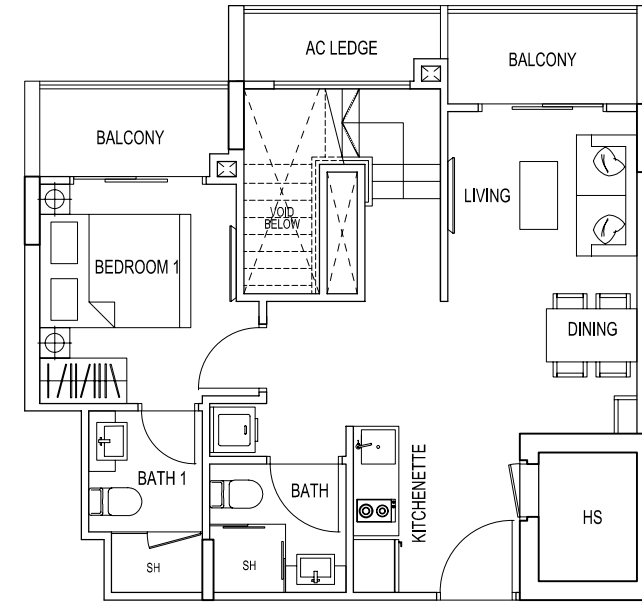 AC LEDGE
BALCONY
BALCONY
LIVING
VOID
BELOW
BEDROOM 1
DINING
KITCHENETTE
BATH 1
BATH
HS
SH
SH